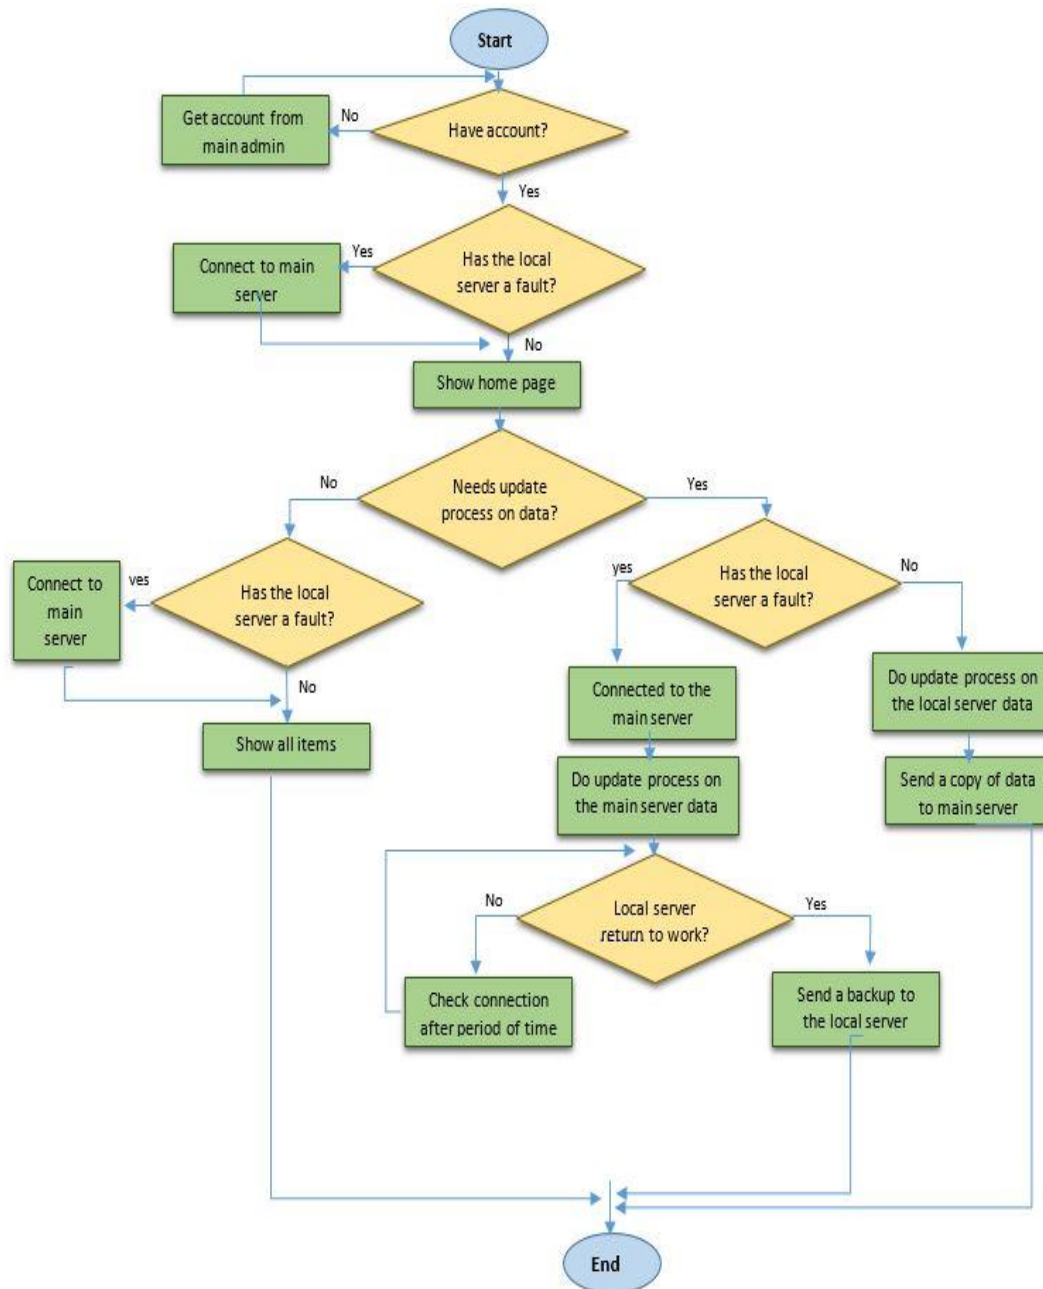 Start
Get account from
main admin
No
Have account?
Yes
Connect to main
server
Yes
Has the local
server a fault?
No
Show home page
No
Needs update
process on data?
Yes
Connect to
main
server
ves
Has the local
server a fault?
No
Show all items
yes
Has the local
server a fault?
No
Connected to the
main server
Do update process on
the main server data
Do update process on
the local server data
Send a copy of data
to main server
No
Local server
return to work?
Yes
Check connection
after period of time
Send a backup to
the local server
End